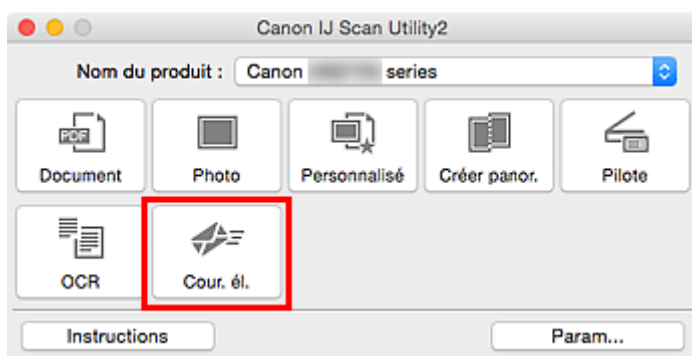 Canon IJ Scan Utility2
Nom du produit : Canon series
PDF
Document Photo Personnalisé Créer panor. Pilote
OCR Cour. él.
Instructions Param...